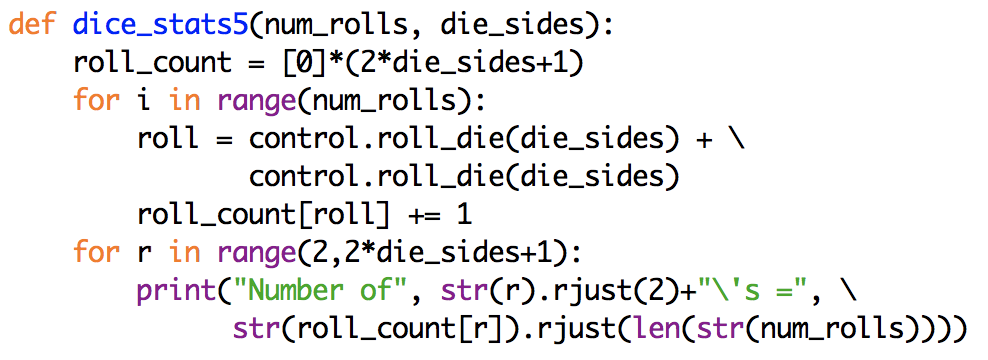 def dice_stats5(num_rolls, die_sides):
    roll_count = [0]*(2*die_sides+1)
    for i in range(num_rolls):
        roll = control.roll_die(die_sides) + \
               control.roll_die(die_sides)
        roll_count[roll] += 1
    for r in range(2,2*die_sides+1):
        print("Number of", str(r).rjust(2)+"\'s =", \
              str(roll_count[r]).rjust(len(str(num_rolls))))